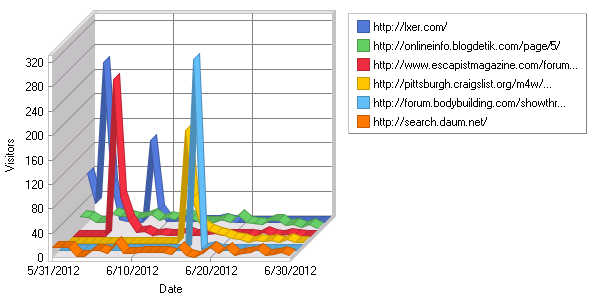 http://lxer.com/
http://onlineinfo.blogdetik.com/page/5/
http://www.escapistmagazine.com/forum...
http://pittsburgh.craigslist.org/m4w/...
http://forum.bodybuilding.com/showthr...
http://search.daum.net/
320
280
240
200
160
120
80
40
0
Visitors
5/31/2012 6/10/2012 6/20/2012 6/30/2012
Date